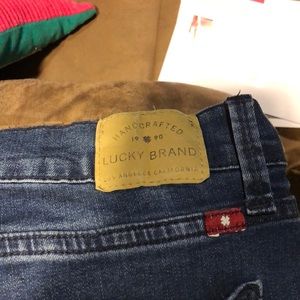 HANDCRAFTED
19 90
LUCKY BRAND
LOS ANGELES CALIFORNIA